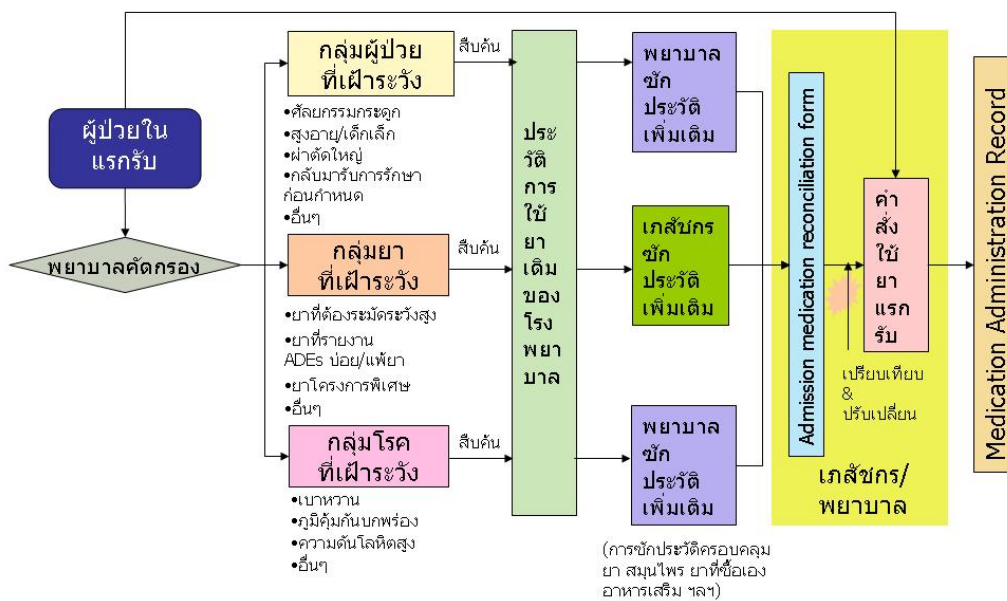 ผู้ป่วยใน
แรกรับ
พยาบาลคัดกรอง
กลุ่มผู้ป่วย
ที่เฝ้าระวัง
•ศัลยกรรมกระดูก
•สูงอายุ/เด็กเล็ก
•ผ่าตัดใหญ่
•กลับมารับการรักษา
ก่อนกำหนด
•อื่นๆ
กลุ่มยา
ที่เฝ้าระวัง
•ยาที่ต้องระมัดระวังสูง
•ยาที่รายงาน
ADEs บ่อย/แพ้ยา
•ยาโครงการพิเศษ
•อื่นๆ
กลุ่มโรค
ที่เฝ้าระวัง
•เบาหวาน
•ภูมิคุ้มกันบกพร่อง
•ความดันโลหิตสูง
•อื่นๆ
สืบค้น
สืบค้น
สืบค้น
ประ
วัติ
การ
ใช้
ยา
เดิม
ของ
โรง
พยา
บาล
พยาบาล
ซัก
ประวัติ
เพิ่มเติม
เภสัชกร
ซัก
ประวัติ
เพิ่มเติม
พยาบาล
ซัก
ประวัติ
เพิ่มเติม
(การซักประวัติครอบคลุม
ยา สมุนไพร ยาที่ซื้อเอง
อาหารเสริม ฯลฯ)
Admission medication reconciliation form
คำ
สั่ง
ใช้
ยา
แรก
รับ
เปรียบเทียบ
&
ปรับเปลี่ยน
เภสัชกร/
พยาบาล
Medication Administration Record